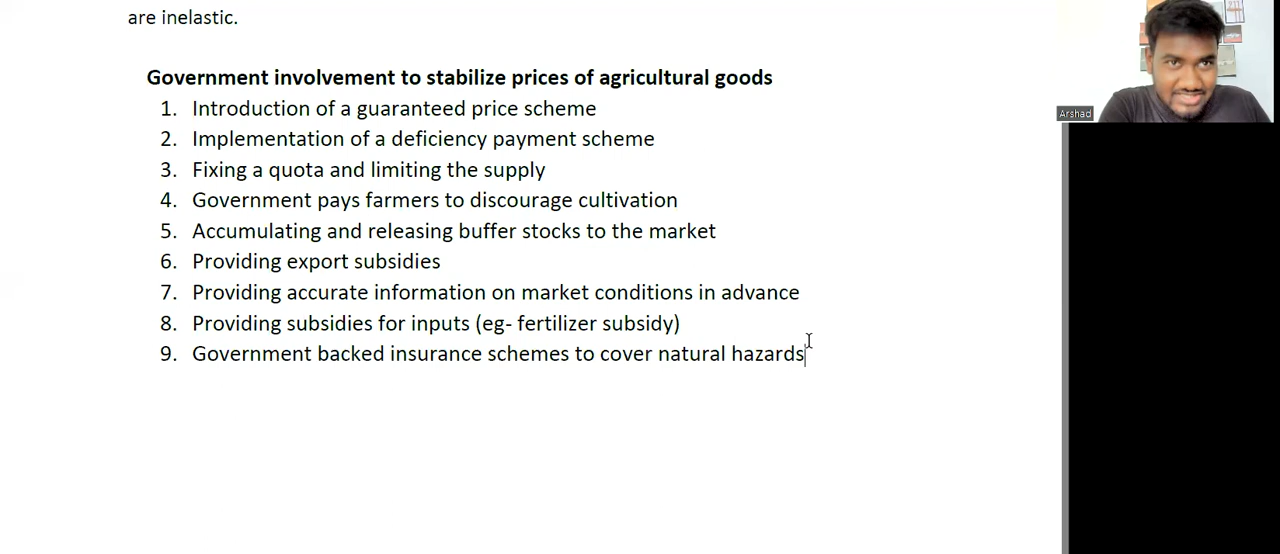 are inelastic.
Government involvement to stabilize prices of agricultural goods
1. Introduction of a guaranteed price scheme
2. Implementation of a deficiency payment scheme
3. Fixing a quota and limiting the supply
4. Government pays farmers to discourage cultivation
5. Accumulating and releasing buffer stocks to the market
6. Providing export subsidies
7. Providing accurate information on market conditions in advance
8. Providing subsidies for inputs (eg- fertilizer subsidy)
9. Government backed insurance schemes to cover natural hazards
Arshad